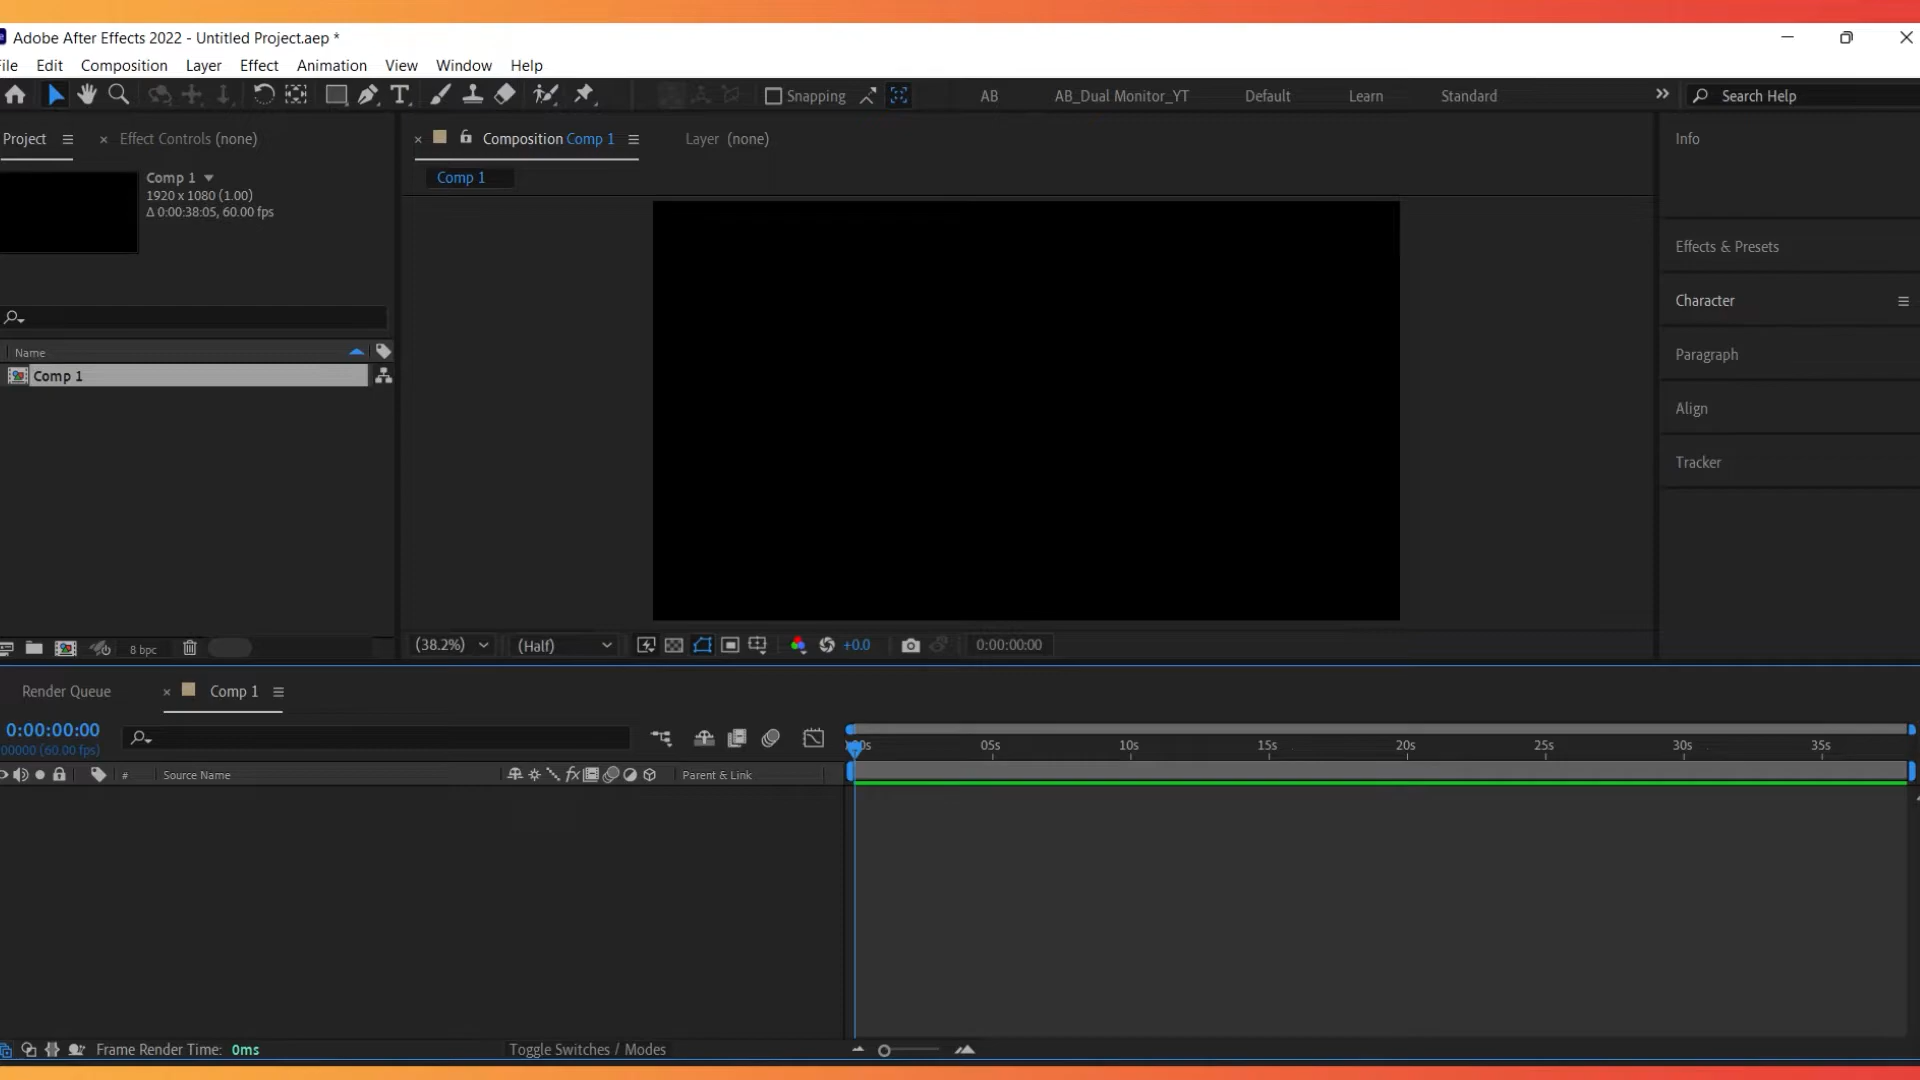 Adobe After Effects 2022 - Untitled Project.aep *
ile Edit Composition Layer Effect Animation View Window Help
Snapping AB AB_Dual Monitor_YT Default Learn Standard Search Help
Project Effect Controls (none) Composition Comp 1 Layer (none) Info
Comp 1
1920 x 1080 (1.00)
Δ 0:00:38:05, 60.00 fps
Comp 1
Effects & Presets
Character
Paragraph
Align
Tracker
Name
Comp 1
8 bpc
(38.2%) (Half) +0.0 0:00:00:00
Render Queue Comp 1
0:00:00:00
00000 (60.00 fps)
05s 10s 15s 20s 25s 30s 35s
# Source Name fx Parent & Link
Frame Render Time: 0ms Toggle Switches / Modes